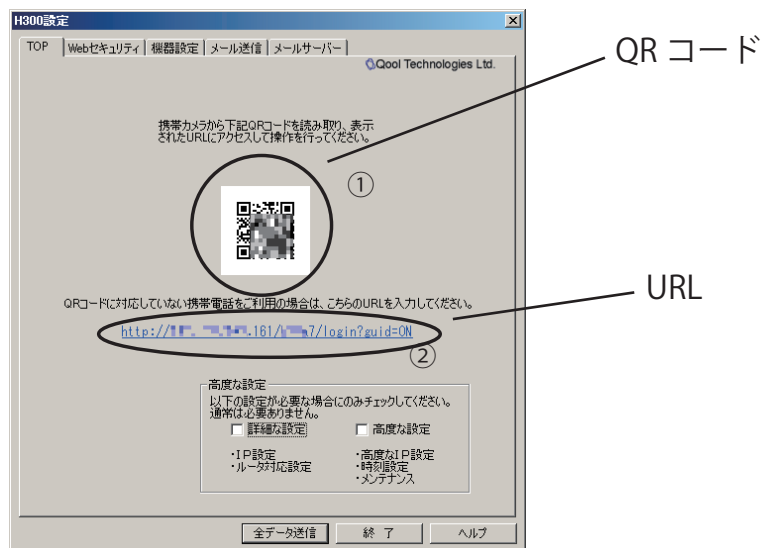 H300設定
TOP
Webセキュリティ
機器設定
メール送信
メールサーバー
Qool Technologies Ltd.
QR コード
携帯カメラから下記QRコードを読み取り、表示
されたURLにアクセスして操作を行ってください。
①
QRコードに対応していない携帯電話をご利用の場合は、こちらのURLを入力してください。
URL
http://
.161/
7/login?guid=ON
②
高度な設定
以下の設定が必要な場合にのみチェックしてください。
通常は必要ありません。
詳細な設定
高度な設定
・IP設定
・ルータ対応設定
・高度なIP設定
・時刻設定
・メンテナンス
全データ送信
終 了
ヘルプ